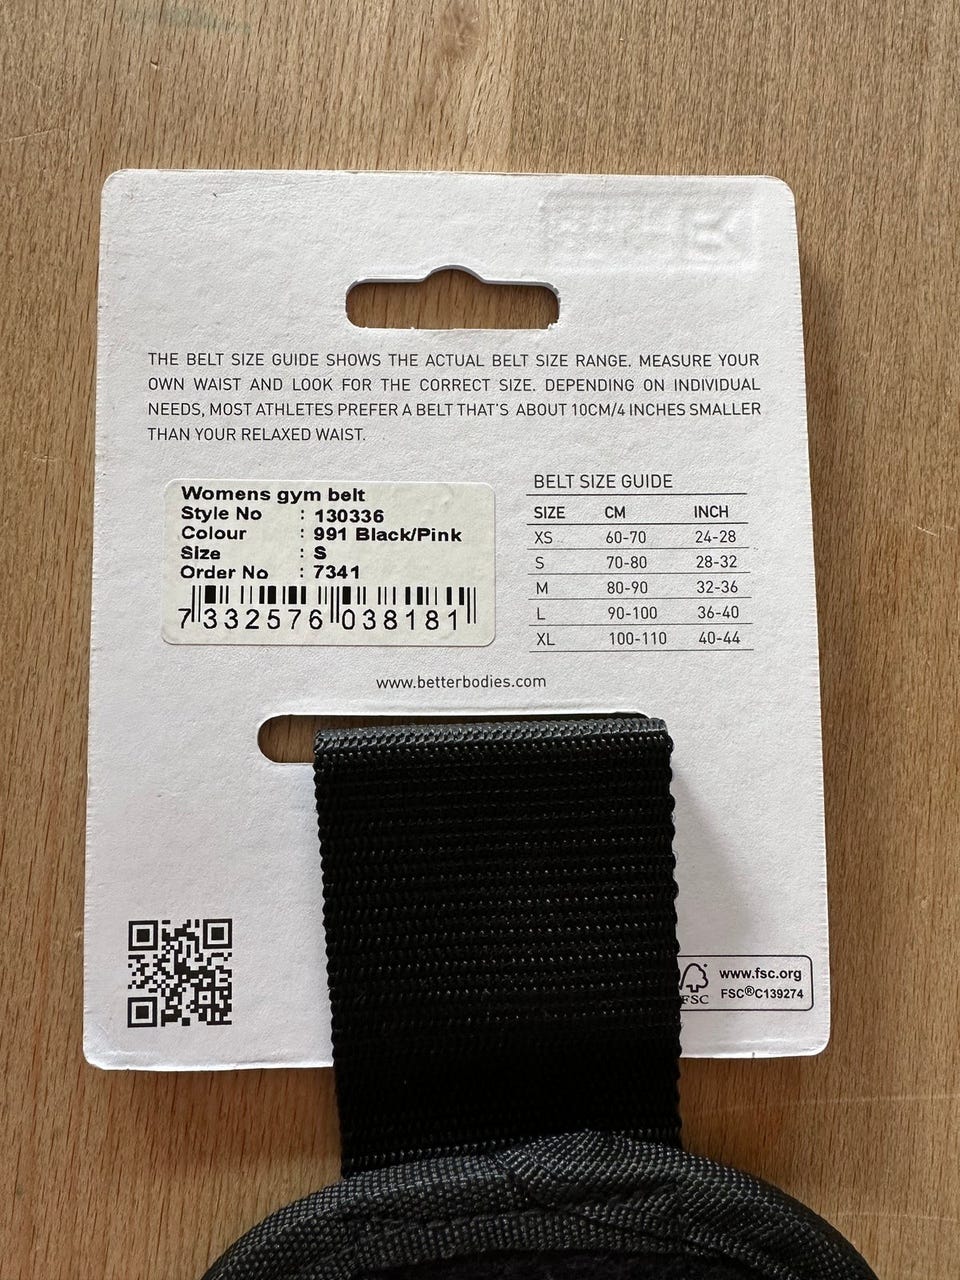 THE BELT SIZE GUIDE SHOWS THE ACTUAL BELT SIZE RANGE. MEASURE YOUR
OWN WAIST AND LOOK FOR THE CORRECT SIZE. DEPENDING ON INDIVIDUAL
NEEDS, MOST ATHLETES PREFER A BELT THAT'S ABOUT 10CM/4 INCHES SMALLER
THAN YOUR RELAXED WAIST.
Womens gym belt
Style No : 130336
Colour : 991 Black/Pink
Size : S
Order No : 7341
7 332576 038181
BELT SIZE GUIDE
SIZE CM INCH
XS 60-70 24-28
S 70-80 28-32
M 80-90 32-36
L 90-100 36-40
XL 100-110 40-44
www.betterbodies.com
FSC
www.fsc.org
FSC®C139274